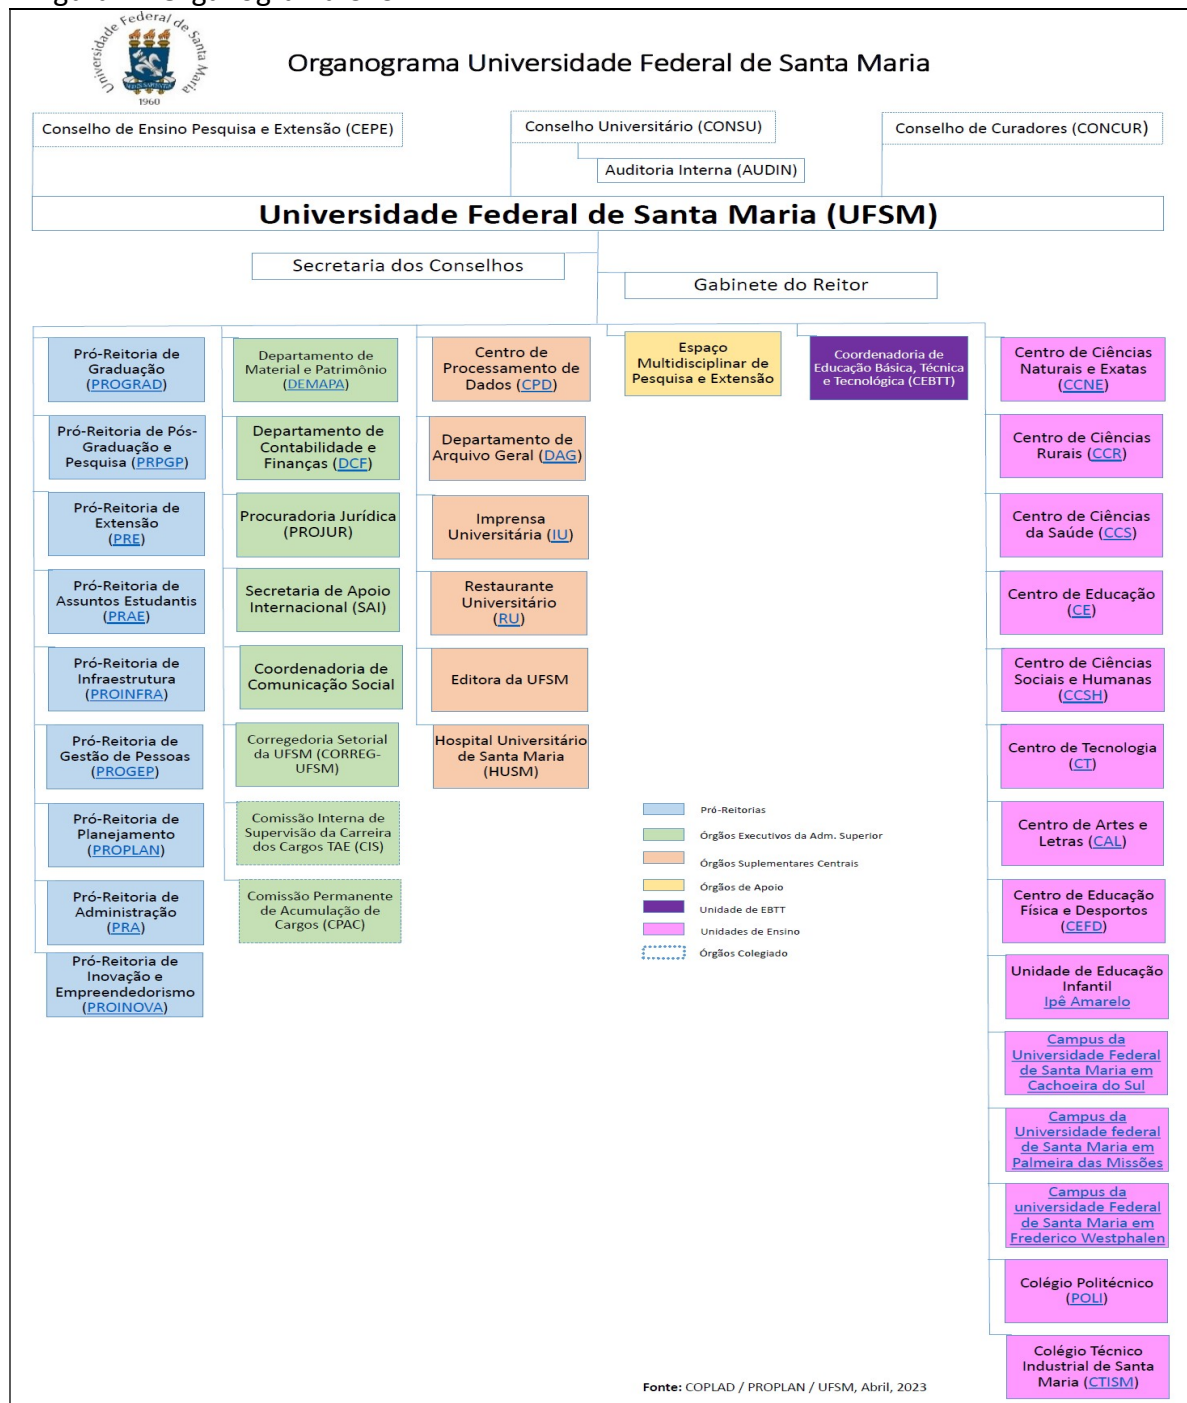 Universidade Federal de Santa Maria
1960
Organograma Universidade Federal de Santa Maria
Conselho de Ensino Pesquisa e Extensão (CEPE)
Conselho Universitário (CONSU)
Conselho de Curadores (CONCUR)
Auditoria Interna (AUDIN)
Universidade Federal de Santa Maria (UFSM)
Secretaria dos Conselhos
Gabinete do Reitor
Pró-Reitoria de
Graduação
(PROGRAD)
Pró-Reitoria de Pós-
Graduação e
Pesquisa (PRPGP)
Pró-Reitoria de
Extensão
(PRE)
Pró-Reitoria de
Assuntos Estudantis
(PRAE)
Pró-Reitoria de
Infraestrutura
(PROINFRA)
Pró-Reitoria de
Gestão de Pessoas
(PROGEP)
Pró-Reitoria de
Planejamento
(PROPLAN)
Pró-Reitoria de
Administração
(PRA)
Pró-Reitoria de
Inovação e
Empreendedorismo
(PROINOVA)
Departamento de
Material e Patrimônio
(DEMAPA)
Departamento de
Contabilidade e
Finanças (DCF)
Procuradoria Jurídica
(PROJUR)
Secretaria de Apoio
Internacional (SAI)
Coordenadoria de
Comunicação Social
Corregedoria Setorial
da UFSM (CORREG-
UFSM)
Comissão Interna de
Supervisão da Carreira
dos Cargos TAE (CIS)
Comissão Permanente
de Acumulação de
Cargos (CPAC)
Centro de
Processamento de
Dados (CPD)
Departamento de
Arquivo Geral (DAG)
Imprensa
Universitária (IU)
Restaurante
Universitário
(RU)
Editora da UFSM
Hospital Universitário
de Santa Maria
(HUSM)
Espaço
Multidisciplinar de
Pesquisa e Extensão
Coordenadoria de
Educação Básica, Técnica
e Tecnológica (CEBTT)
Centro de Ciências
Naturais e Exatas
(CCNE)
Centro de Ciências
Rurais (CCR)
Centro de Ciências
da Saúde (CCS)
Centro de Educação
(CE)
Centro de Ciências
Sociais e Humanas
(CCSH)
Centro de Tecnologia
(CT)
Centro de Artes e
Letras (CAL)
Centro de Educação
Física e Desportos
(CEFD)
Unidade de Educação
Infantil
Ipê Amarelo
Campus da
Universidade Federal
de Santa Maria em
Cachoeira do Sul
Campus da
Universidade federal
de Santa Maria em
Palmeira das Missões
Campus da
universidade Federal
de Santa Maria em
Frederico Westphalen
Colégio Politécnico
(POLI)
Colégio Técnico
Industrial de Santa
Maria (CTISM)
Pró-Reitorias
Órgãos Executivos da Adm. Superior
Órgãos Suplementares Centrais
Órgãos de Apoio
Unidade de EBTT
Unidades de Ensino
Órgãos Colegiado
Fonte: COPLAD / PROPLAN / UFSM, Abril, 2023